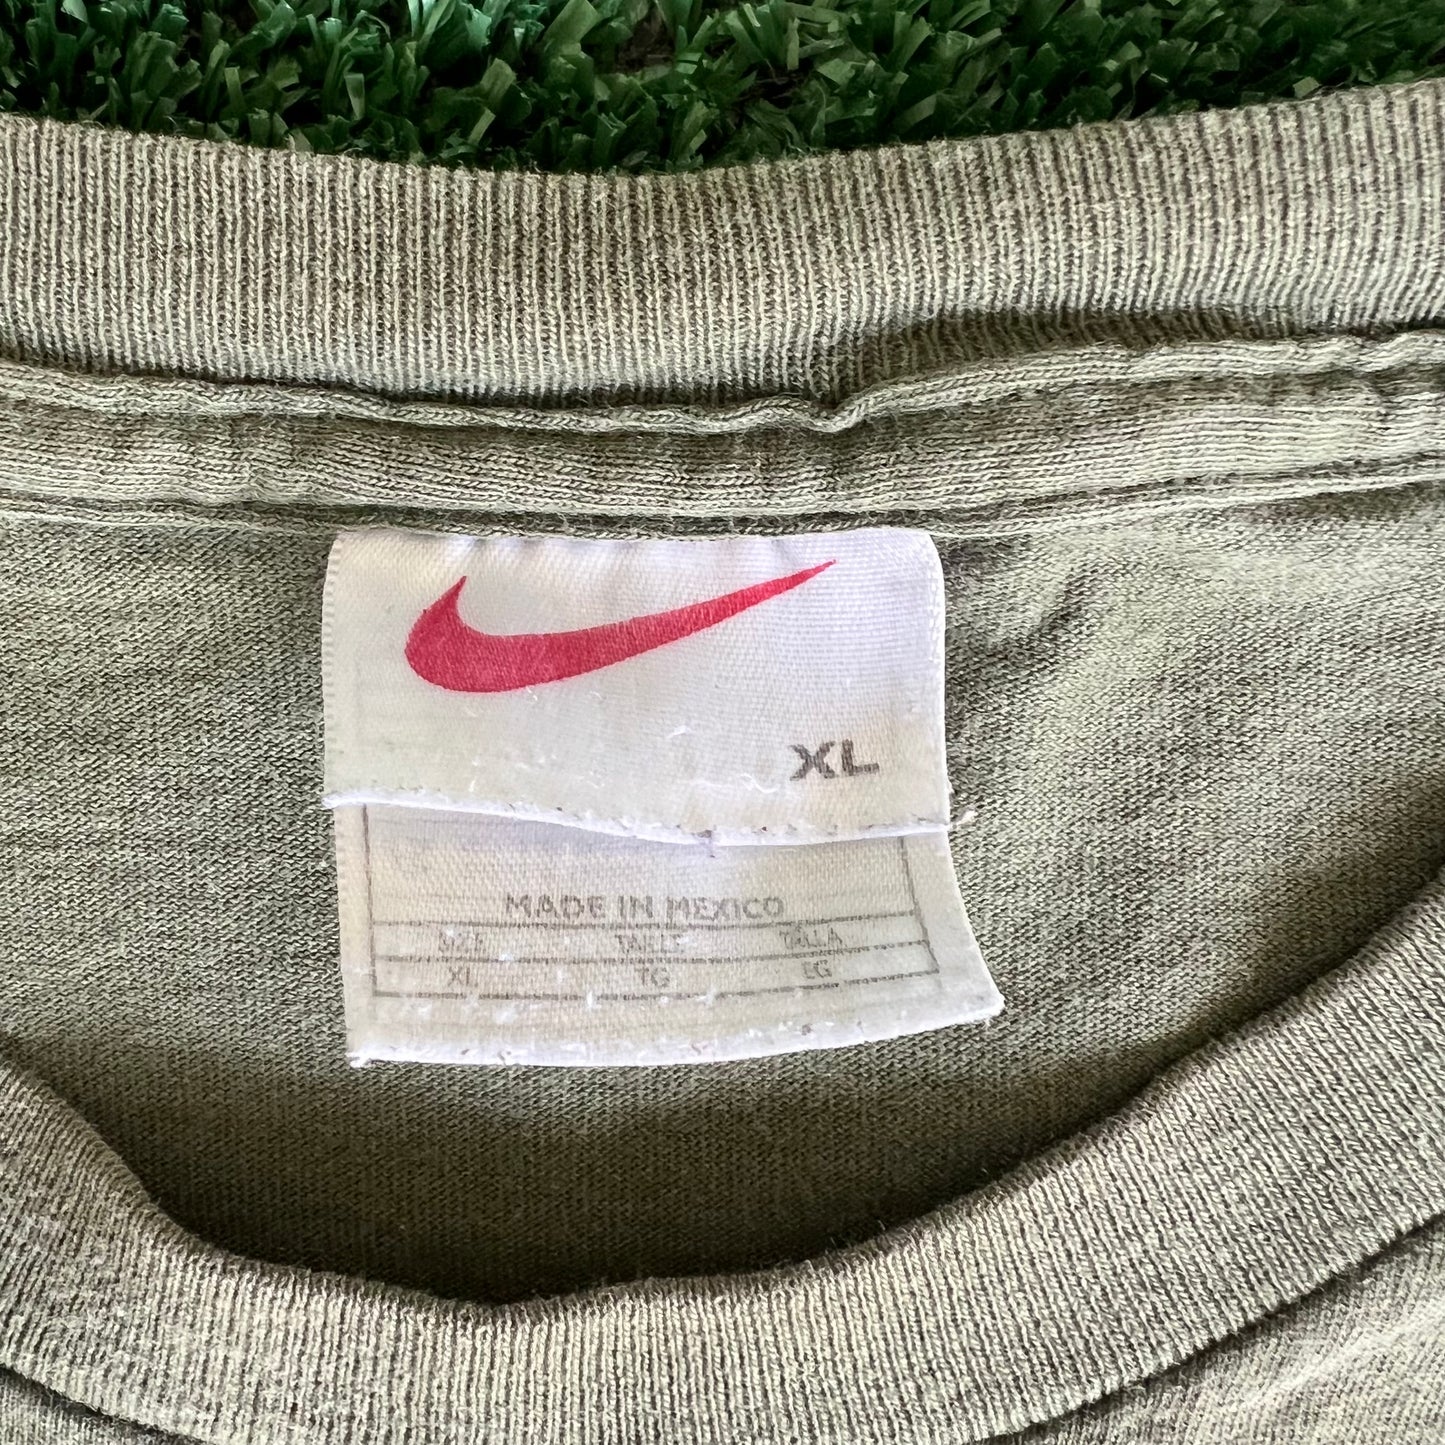 XL
MADE IN MEXICO
SIZE TAILLE TALLA
XL TG EG